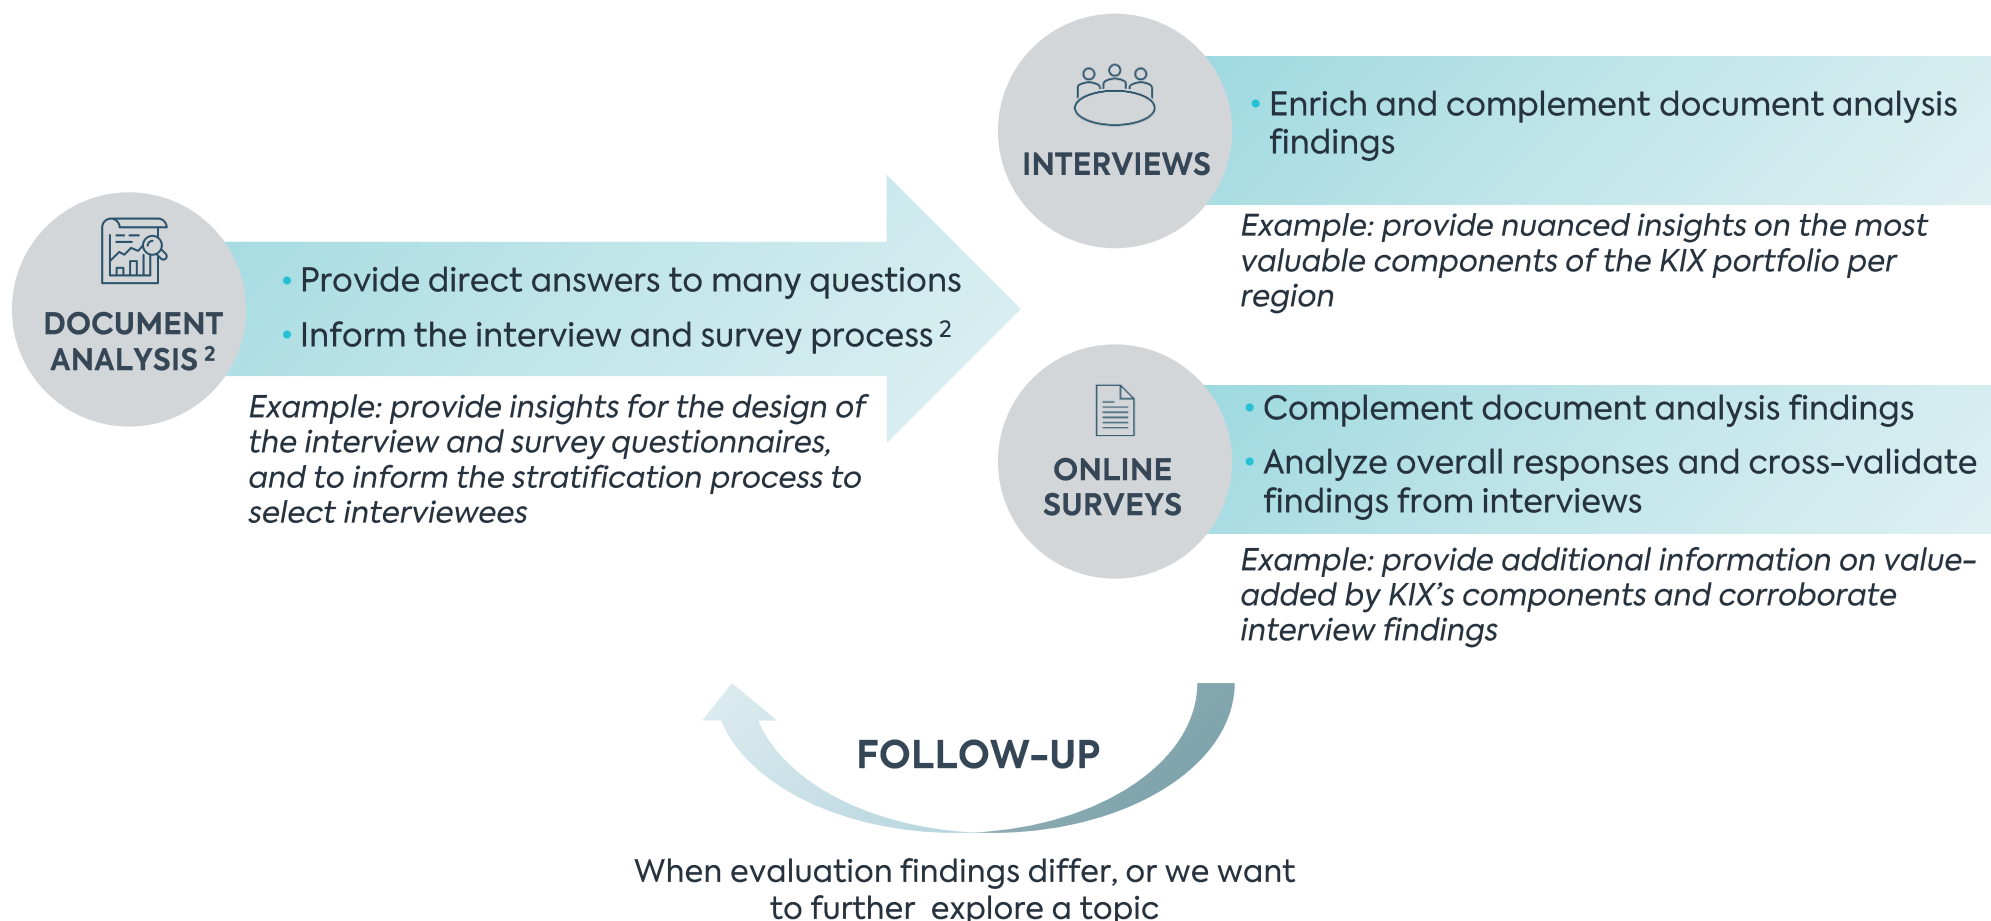 DOCUMENT
ANALYSIS 2
• Provide direct answers to many questions
• Inform the interview and survey process 2
Example: provide insights for the design of
the interview and survey questionnaires,
and to inform the stratification process to
select interviewees
INTERVIEWS
• Enrich and complement document analysis
findings
Example: provide nuanced insights on the most
valuable components of the KIX portfolio per
region
ONLINE
SURVEYS
• Complement document analysis findings
• Analyze overall responses and cross-validate
findings from interviews
Example: provide additional information on value-
added by KIX’s components and corroborate
interview findings
FOLLOW-UP
When evaluation findings differ, or we want
to further explore a topic